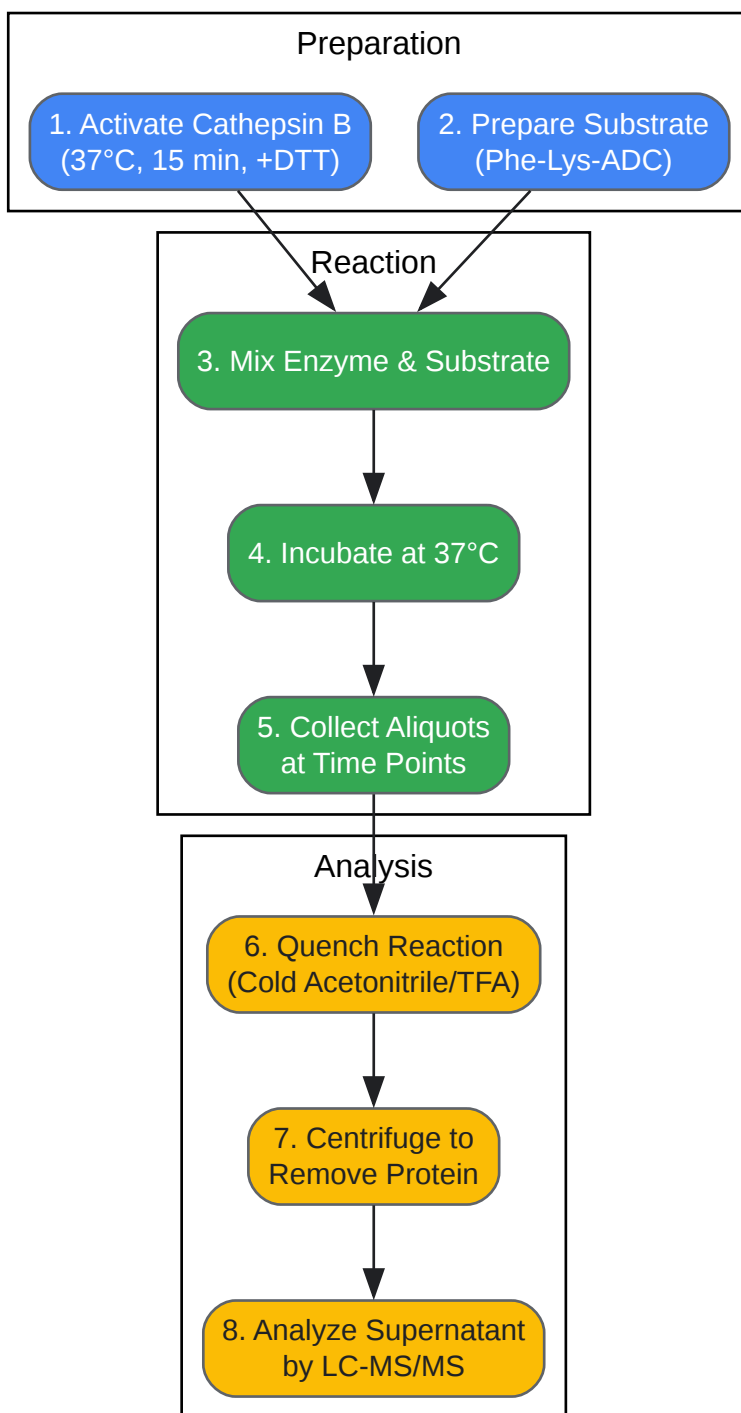 Preparation
1. Activate Cathepsin B
(37°C, 15 min, +DTT)
2. Prepare Substrate
(Phe-Lys-ADC)
Reaction
3. Mix Enzyme & Substrate
4. Incubate at 37°C
5. Collect Aliquots
at Time Points
Analysis
6. Quench Reaction
(Cold Acetonitrile/TFA)
7. Centrifuge to
Remove Protein
8. Analyze Supernatant
by LC-MS/MS